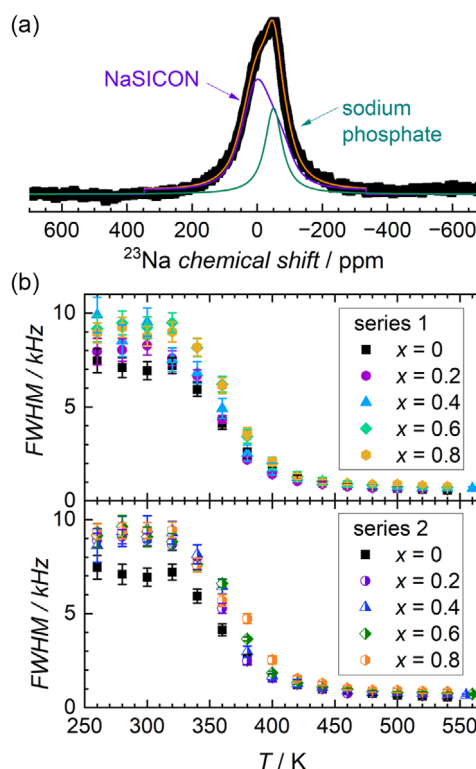 (a)
NaSICON
sodium
phosphate
600 400 200 0 −200 −400 −600
²³Na chemical shift / ppm
(b)
10
5
0
FWHM / kHz
series 1
x = 0
x = 0.2
x = 0.4
x = 0.6
x = 0.8
10
5
0
FWHM / kHz
series 2
x = 0
x = 0.2
x = 0.4
x = 0.6
x = 0.8
250 300 350 400 450 500 550
T / K